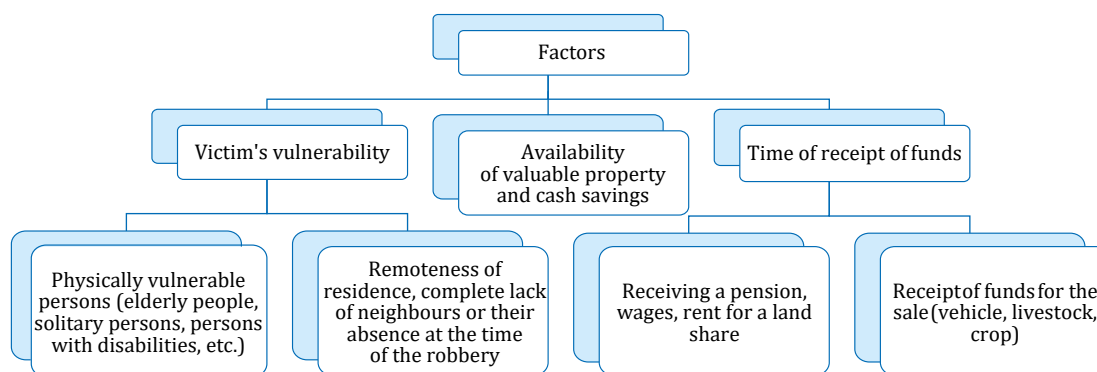 Factors
Victim's vulnerability
Availability
of valuable property
and cash savings
Time of receipt of funds
Physically vulnerable
persons (elderly people,
solitary persons, persons
with disabilities, etc.)
Remoteness of
residence, complete lack
of neighbours or their
absence at the time
of the robbery
Receiving a pension,
wages, rent for a land
share
Receipt of funds for the
sale (vehicle, livestock,
crop)